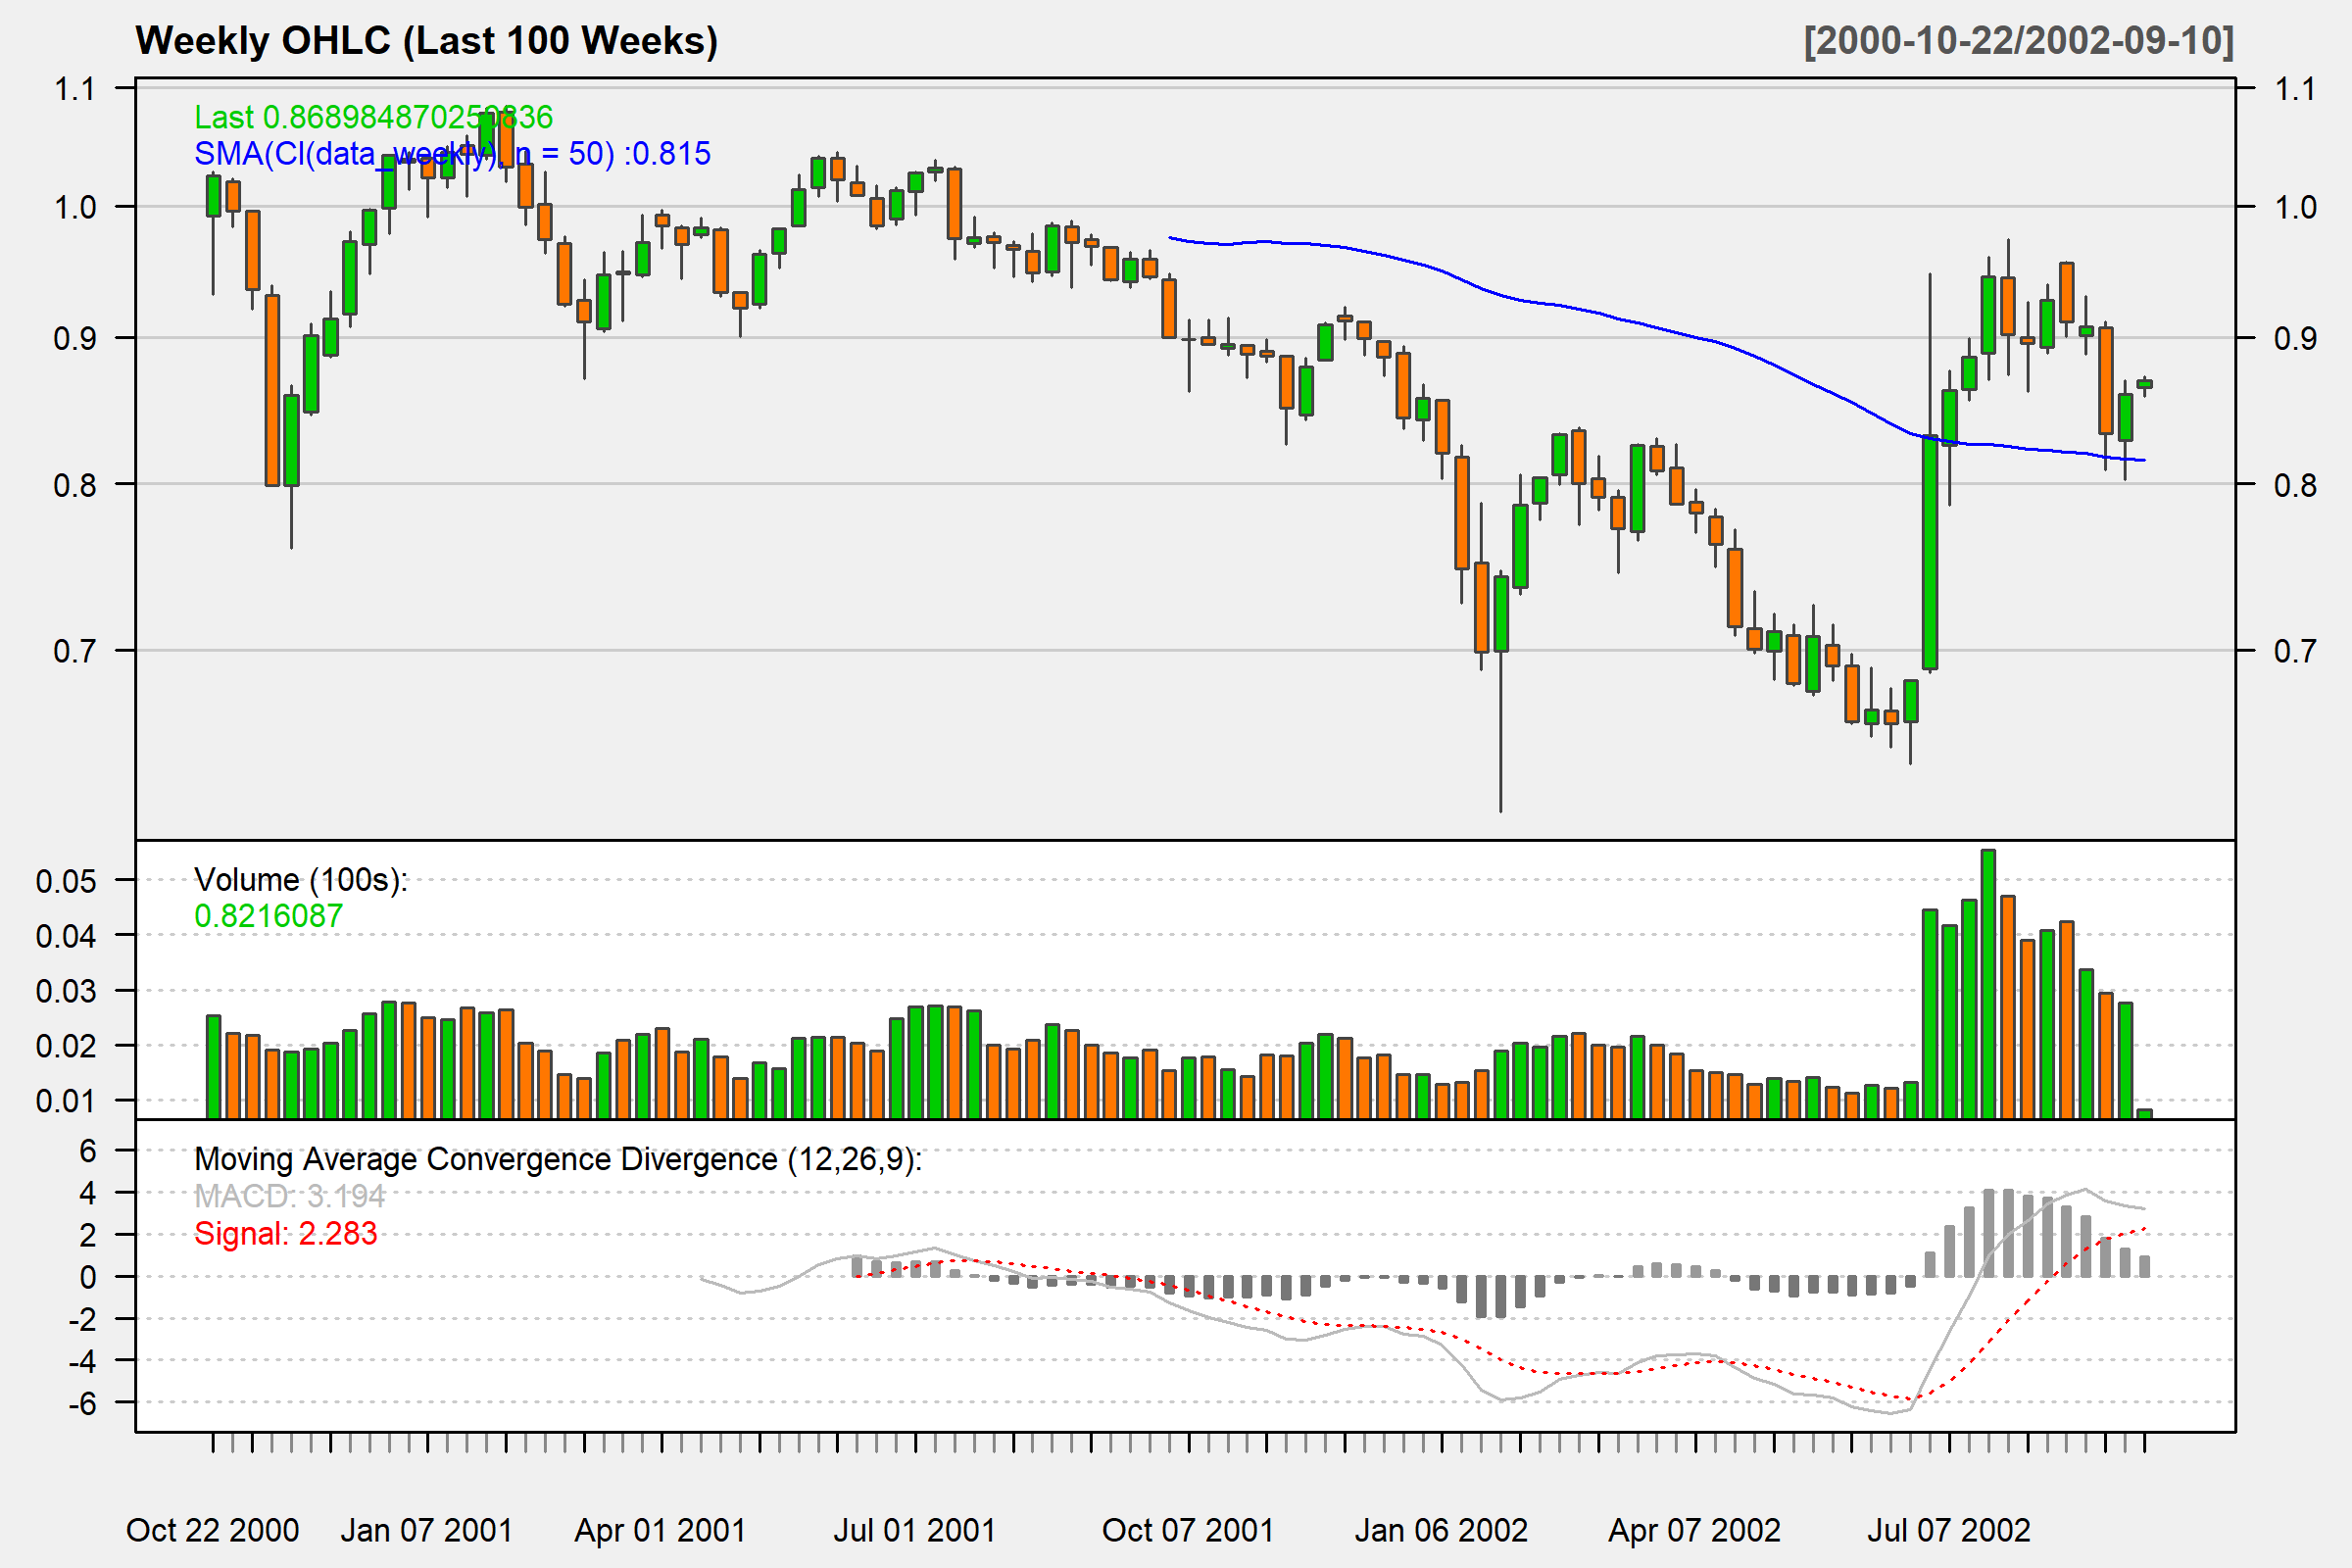 Weekly OHLC (Last 100 Weeks) [2000-10-22/2002-09-10]
1.1 1.1
Last 0.868984870250836
SMA(Cl(data_weekly), n = 50) :0.815
1.0 1.0
0.9 0.9
0.8 0.8
0.7 0.7
0.05 Volume (100s):
0.8216087
0.04
0.03
0.02
0.01
6 Moving Average Convergence Divergence (12,26,9):
4 MACD: 3.194
2 Signal: 2.283
0
-2
-4
-6
Oct 22 2000 Jan 07 2001 Apr 01 2001 Jul 01 2001 Oct 07 2001 Jan 06 2002 Apr 07 2002 Jul 07 2002